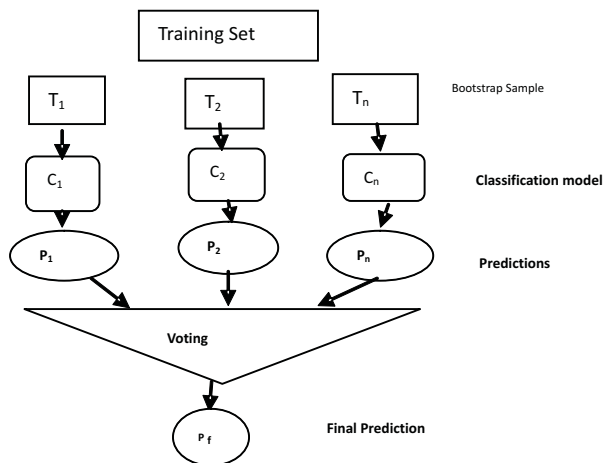 Training Set
T1 T2 Tn Bootstrap Sample
C1 C2 Cn Classification model
P1 P2 Pn Predictions
Voting
Pf Final Prediction